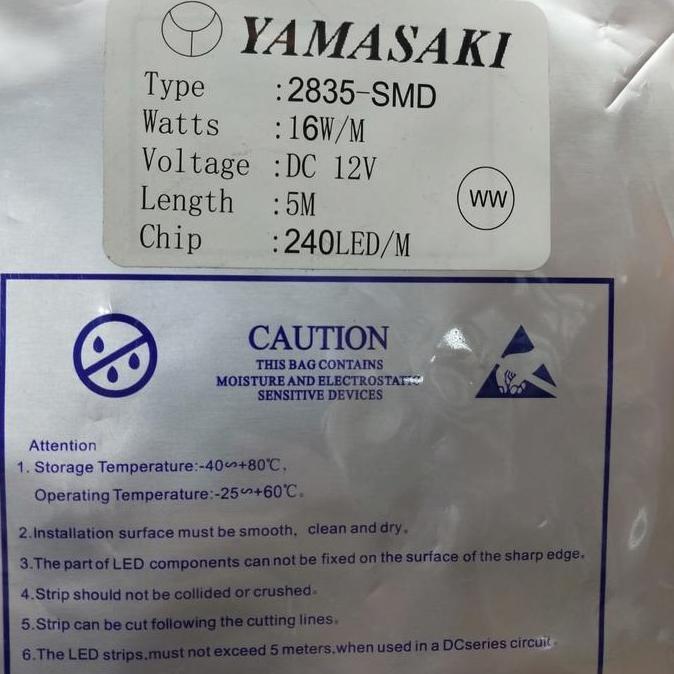 YAMASAKI
Type :2835-SMD
Watts :16W/M
Voltage :DC 12V
Length :5M
WW
Chip :240LED/M
CAUTION
THIS BAG CONTAINS
MOISTURE AND ELECTROSTATIC
SENSITIVE DEVICES
Attention
1. Storage Temperature:-40∽+80℃,
Operating Temperature:-25∽+60℃。
2.Installation surface must be smooth, clean and dry。
3.The part of LED components can not be fixed on the surface of the sharp edge。
4.Strip should not be collided or crushed。
5.Strip can be cut following the cutting lines。
6.The LED strips,must not exceed 5 meters,when used in a DCseries circuit。